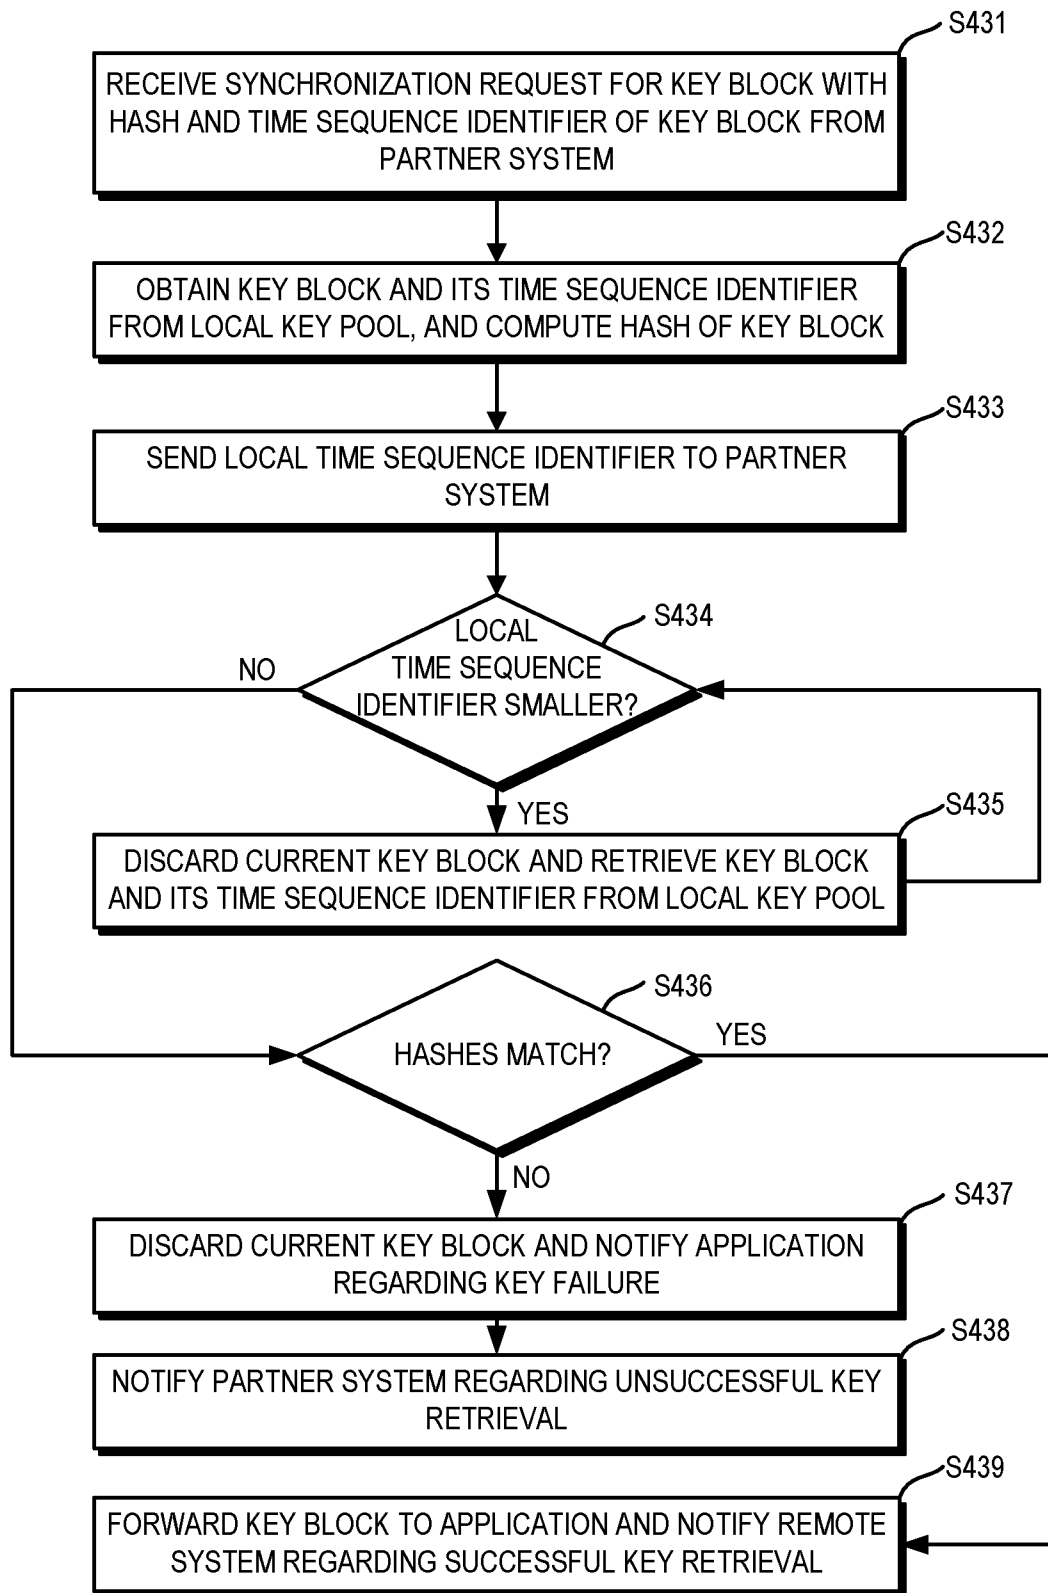 S431
RECEIVE SYNCHRONIZATION REQUEST FOR KEY BLOCK WITH
HASH AND TIME SEQUENCE IDENTIFIER OF KEY BLOCK FROM
PARTNER SYSTEM
S432
OBTAIN KEY BLOCK AND ITS TIME SEQUENCE IDENTIFIER
FROM LOCAL KEY POOL, AND COMPUTE HASH OF KEY BLOCK
S433
SEND LOCAL TIME SEQUENCE IDENTIFIER TO PARTNER
SYSTEM
S434
LOCAL
TIME SEQUENCE
IDENTIFIER SMALLER?
NO
YES
S435
DISCARD CURRENT KEY BLOCK AND RETRIEVE KEY BLOCK
AND ITS TIME SEQUENCE IDENTIFIER FROM LOCAL KEY POOL
S436
HASHES MATCH?
YES
NO
S437
DISCARD CURRENT KEY BLOCK AND NOTIFY APPLICATION
REGARDING KEY FAILURE
S438
NOTIFY PARTNER SYSTEM REGARDING UNSUCCESSFUL KEY
RETRIEVAL
S439
FORWARD KEY BLOCK TO APPLICATION AND NOTIFY REMOTE
SYSTEM REGARDING SUCCESSFUL KEY RETRIEVAL